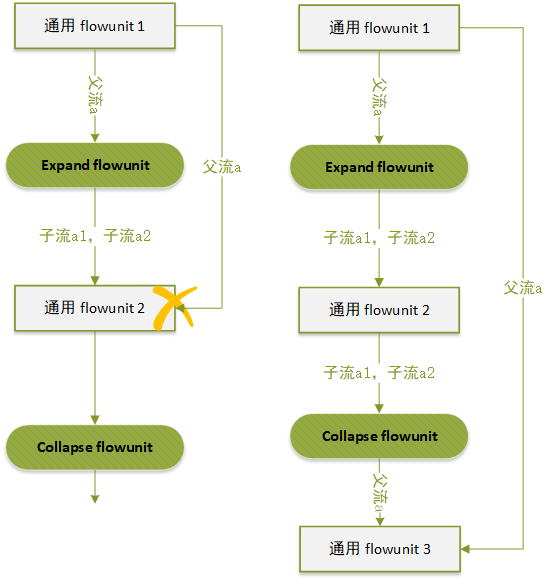 通用 flowunit 1
父流a
父流a
Expand flowunit
子流a1，子流a2
通用 flowunit 2
Collapse flowunit
通用 flowunit 1
父流a
父流a
Expand flowunit
子流a1，子流a2
通用 flowunit 2
子流a1，子流a2
Collapse flowunit
父流a
通用 flowunit 3